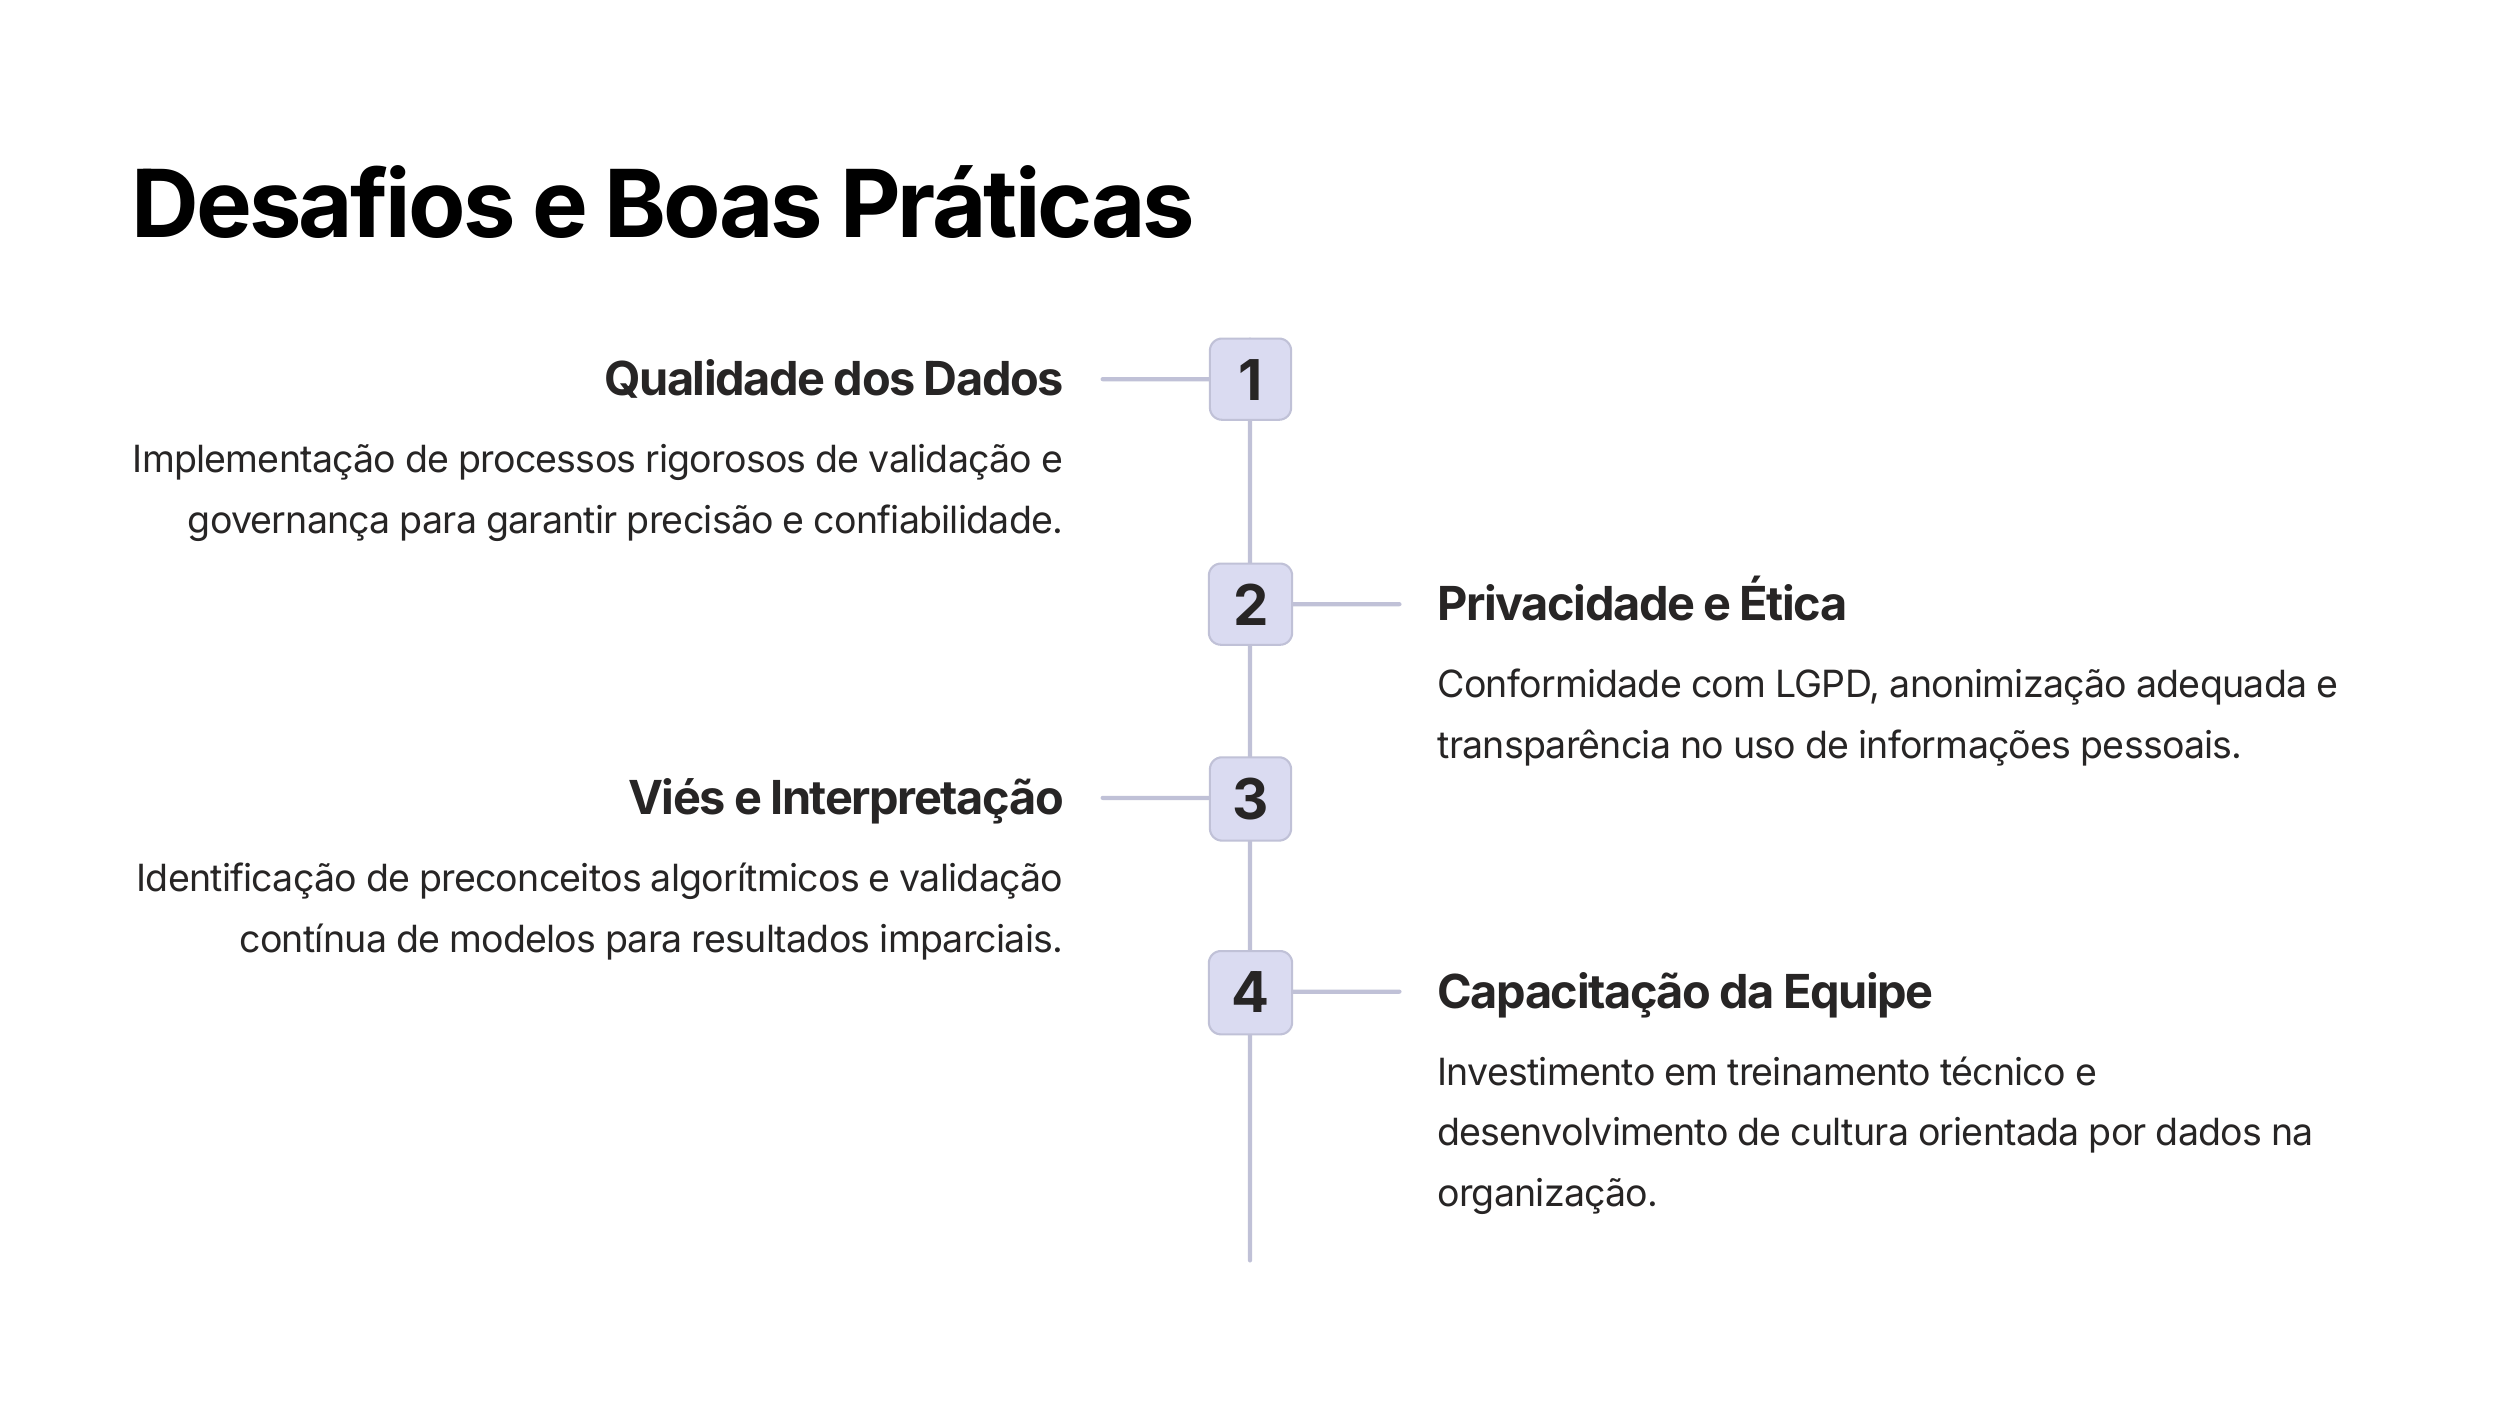 Desafios e Boas Práticas
1
Qualidade dos Dados
Implementação de processos rigorosos de validação e
governança para garantir precisão e confiabilidade.
2
Privacidade e Ética
Conformidade com LGPD, anonimização adequada e
transparência no uso de informações pessoais.
3
Viés e Interpretação
Identificação de preconceitos algorítmicos e validação
contínua de modelos para resultados imparciais.
4
Capacitação da Equipe
Investimento em treinamento técnico e
desenvolvimento de cultura orientada por dados na
organização.